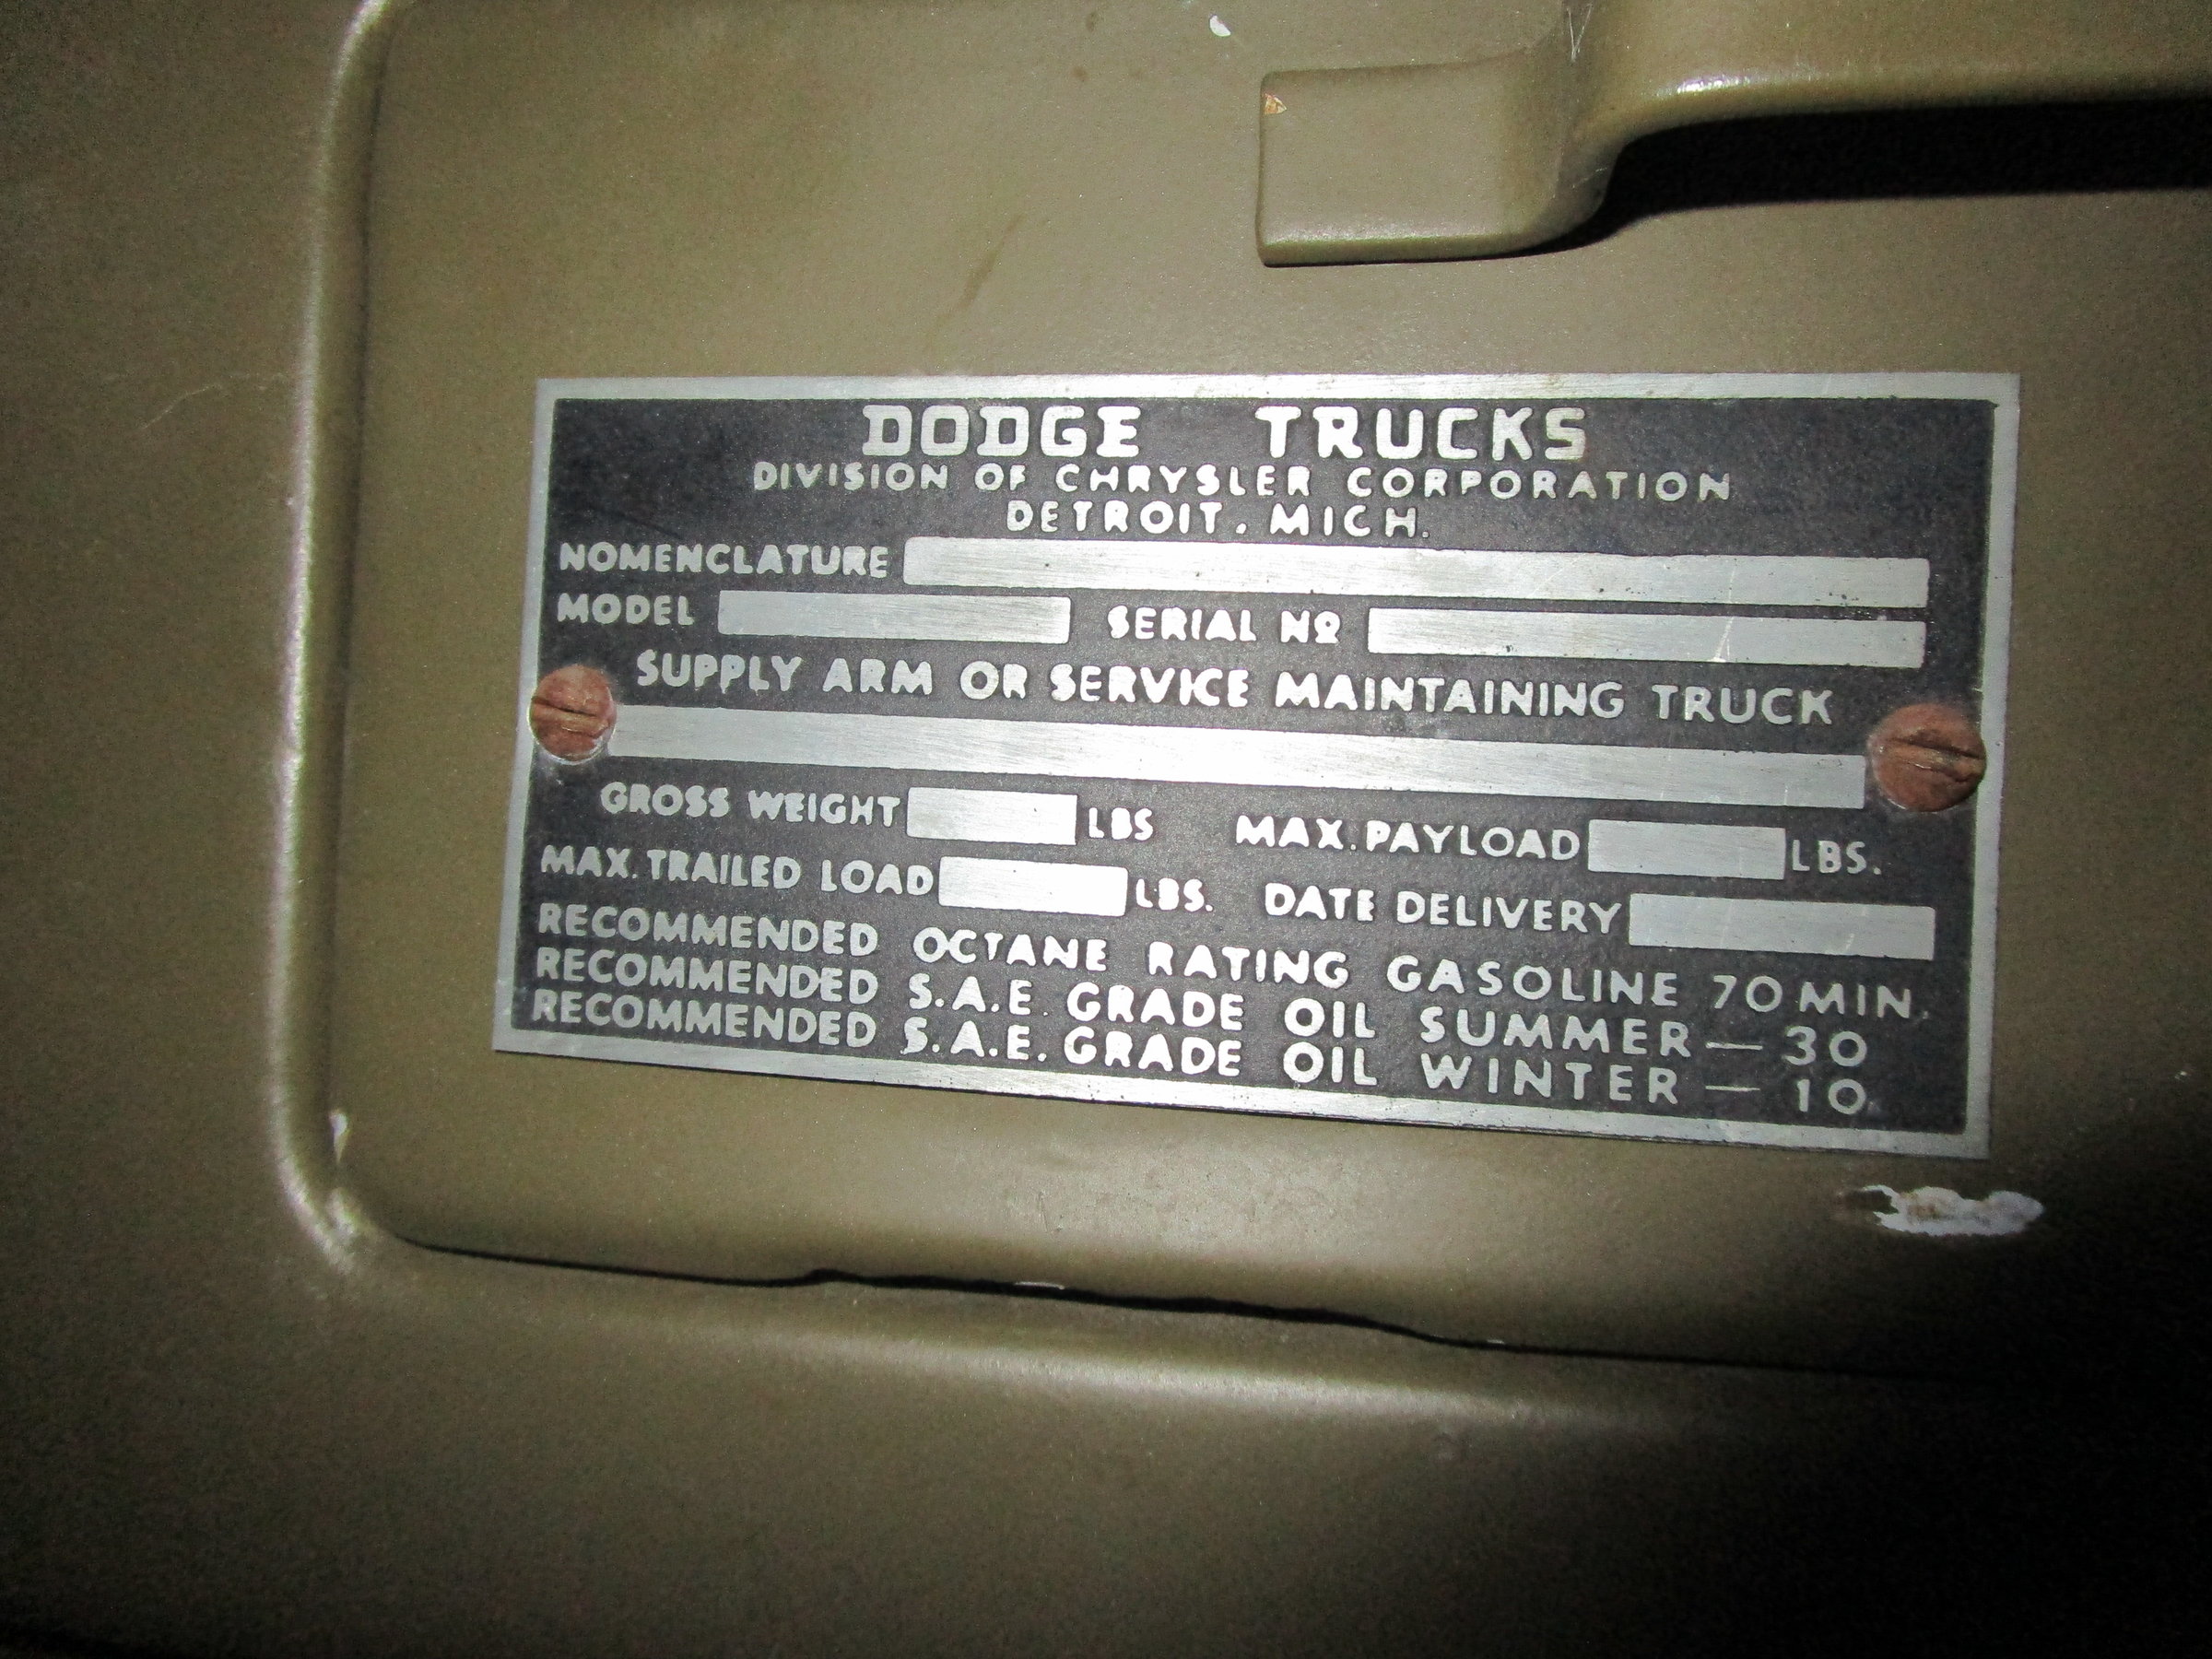 DODGE TRUCKS
DIVISION OF CHRYSLER CORPORATION
DETROIT, MICH.
NOMENCLATURE
MODEL SERIAL No
SUPPLY ARM OR SERVICE MAINTAINING TRUCK
GROSS WEIGHT LBS MAX. PAYLOAD LBS.
MAX. TRAILED LOAD LBS. DATE DELIVERY
RECOMMENDED OCTANE RATING GASOLINE 70 MIN.
RECOMMENDED S.A.E. GRADE OIL SUMMER — 30
RECOMMENDED S.A.E. GRADE OIL WINTER — 10